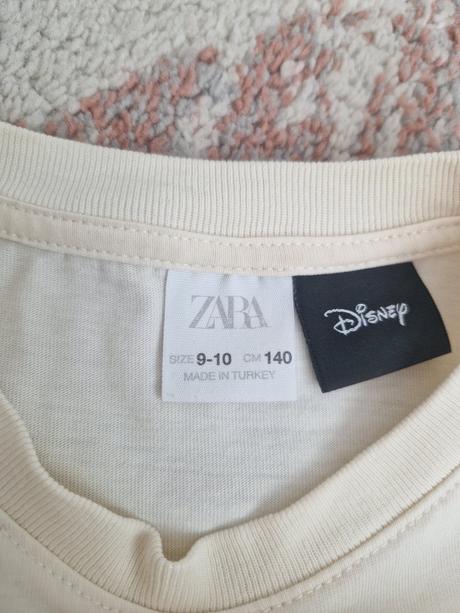 ZARA
SIZE 9-10 CM 140
MADE IN TURKEY
Disney